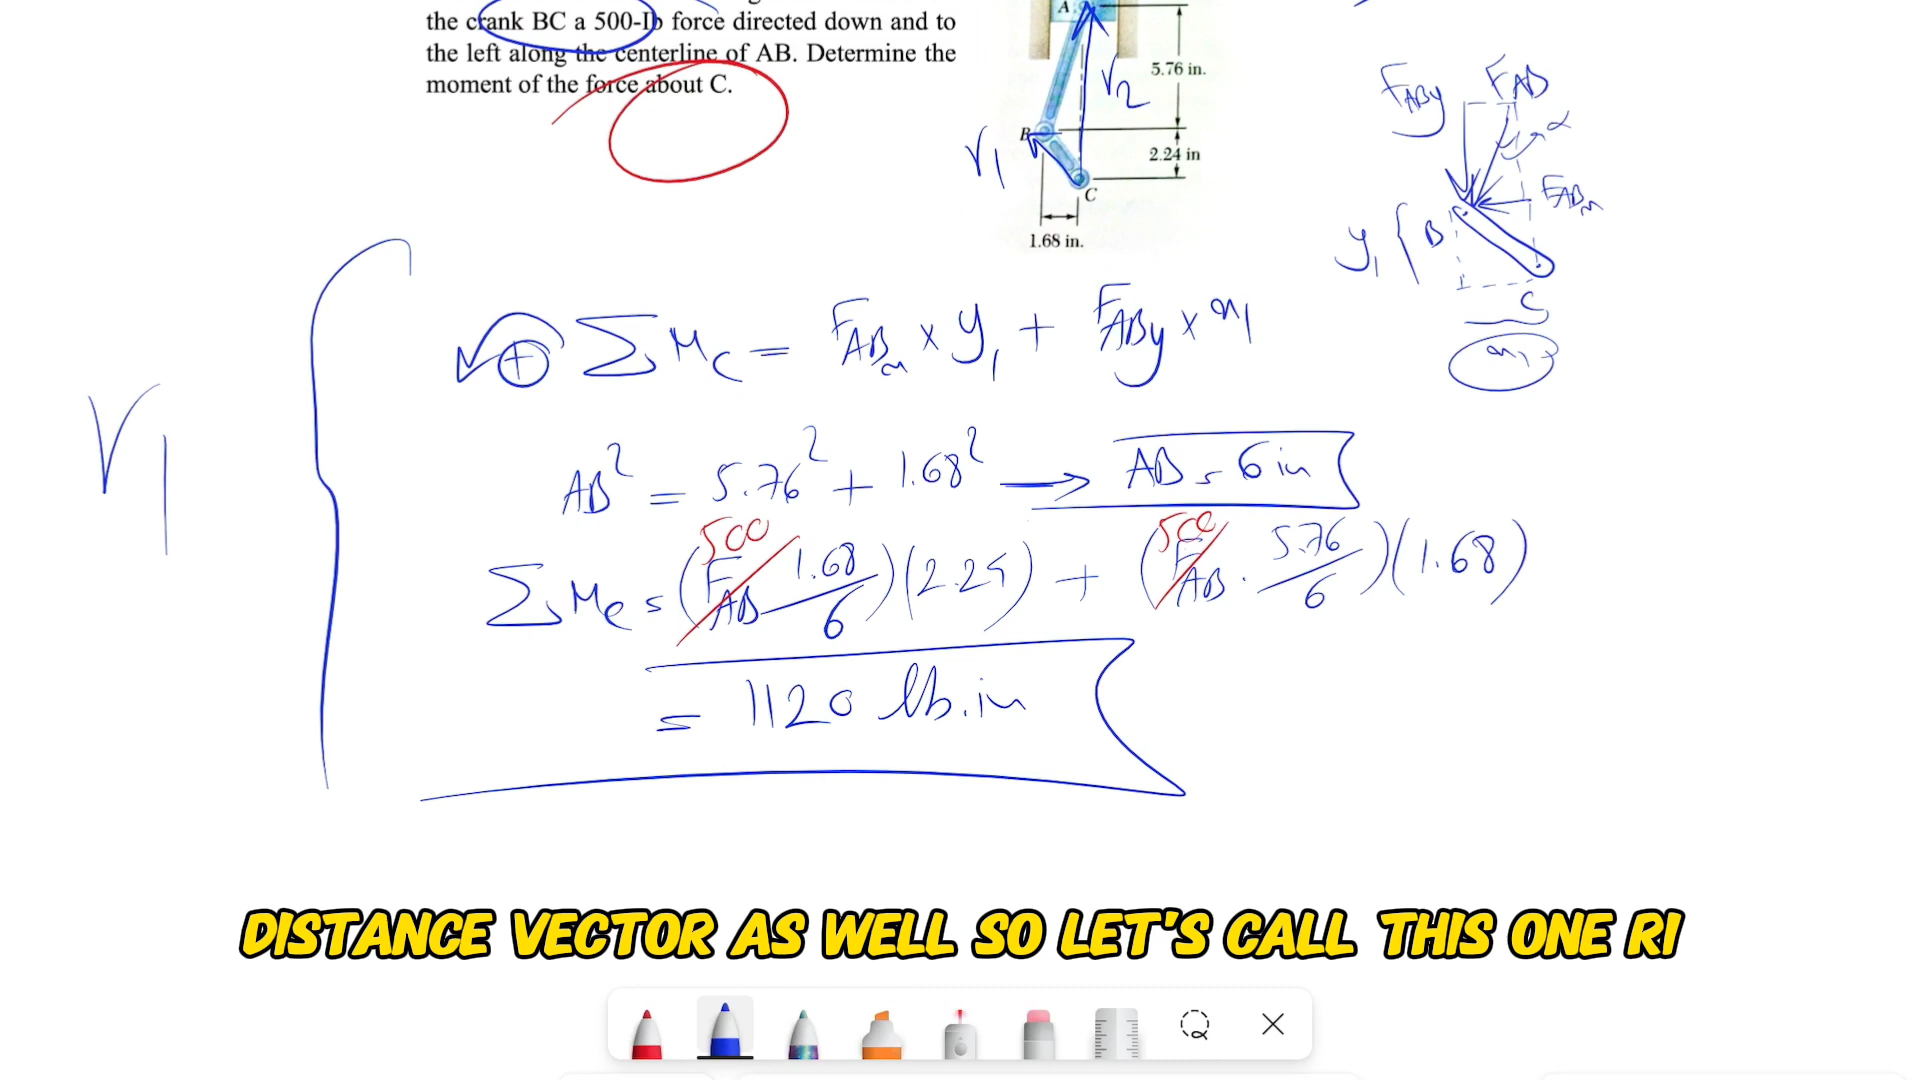 the crank BC a 500-Ib force directed down and to
the left along the centerline of AB. Determine the
moment of the force about C.
A
5.76 in.
r2
B
2.24 in
r1
C
1.68 in.
FABy FAB
α
FABx
y1 { B
C
x1
+ ∑ Mc = FABx × y1 + FABy × x1
r1
AB² = 5.76² + 1.68² → AB = 6 in
500 500
∑ Mc = (FAB 1.68/6)(2.24) + (FAB · 5.76/6)(1.68)
= 1120 lb.in
DISTANCE VECTOR AS WELL SO LET'S CALL THIS ONE R1